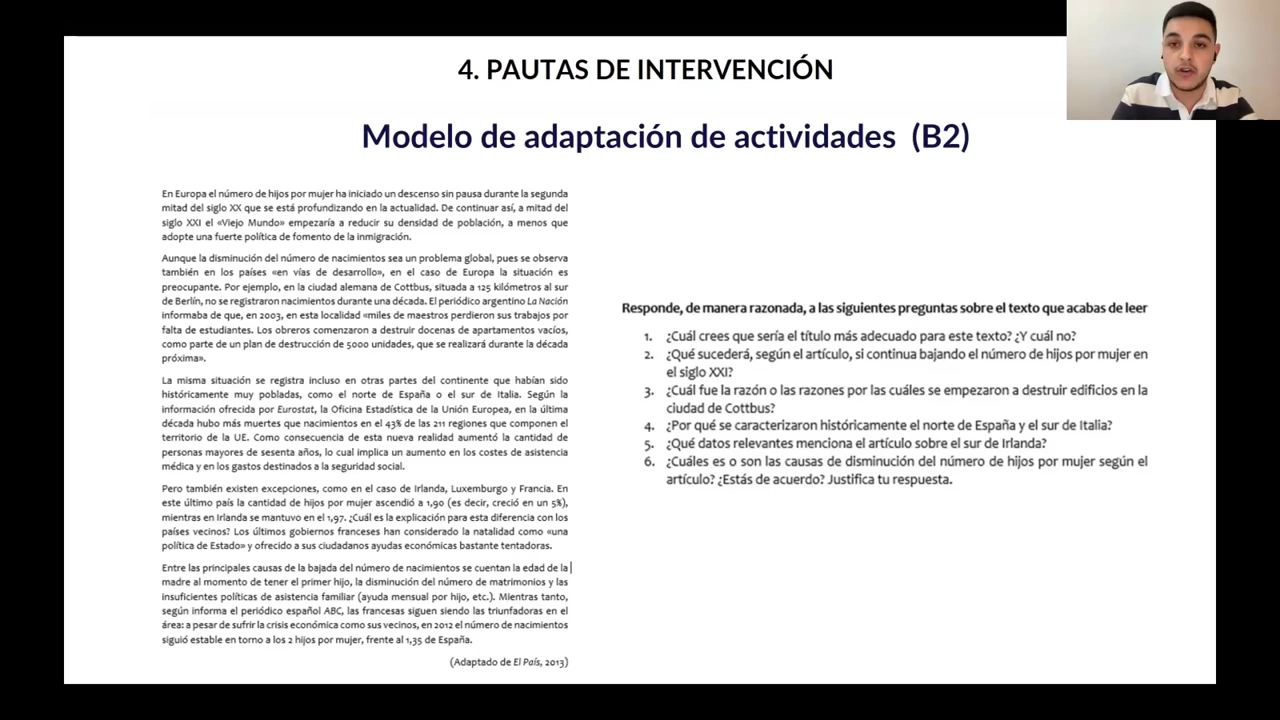 4. PAUTAS DE INTERVENCIÓN
Modelo de adaptación de actividades (B2)
En Europa el número de hijos por mujer ha iniciado un descenso sin pausa durante la segunda
mitad del siglo XX que se está profundizando en la actualidad. De continuar así, a mitad del
siglo XXI el «Viejo Mundo» empezaría a reducir su densidad de población, a menos que
adopte una fuerte política de fomento de la inmigración.
Aunque la disminución del número de nacimientos sea un problema global, pues se observa
también en los países «en vías de desarrollo», en el caso de Europa la situación es
preocupante. Por ejemplo, en la ciudad alemana de Cottbus, situada a 125 kilómetros al sur
de Berlín, no se registraron nacimientos durante una década. El periódico argentino La Nación
informaba de que, en 2003, en esta localidad «miles de maestros perdieron sus trabajos por
falta de estudiantes. Los obreros comenzaron a destruir docenas de apartamentos vacíos,
como parte de un plan de destrucción de 5000 unidades, que se realizará durante la década
próxima».
La misma situación se registra incluso en otras partes del continente que habían sido
históricamente muy pobladas, como el norte de España o el sur de Italia. Según la
información ofrecida por Eurostat, la Oficina Estadística de la Unión Europea, en la última
década hubo más muertes que nacimientos en el 43% de las 211 regiones que componen el
territorio de la UE. Como consecuencia de esta nueva realidad aumentó la cantidad de
personas mayores de sesenta años, lo cual implica un aumento en los costes de asistencia
médica y en los gastos destinados a la seguridad social.
Pero también existen excepciones, como en el caso de Irlanda, Luxemburgo y Francia. En
este último país la cantidad de hijos por mujer ascendió a 1,90 (es decir, creció en un 5%),
mientras en Irlanda se mantuvo en el 1,97. ¿Cuál es la explicación para esta diferencia con los
países vecinos? Los últimos gobiernos franceses han considerado la natalidad como «una
política de Estado» y ofrecido a sus ciudadanos ayudas económicas bastante tentadoras.
Entre las principales causas de la bajada del número de nacimientos se cuentan la edad de la
madre al momento de tener el primer hijo, la disminución del número de matrimonios y las
insuficientes políticas de asistencia familiar (ayuda mensual por hijo, etc.). Mientras tanto,
según informa el periódico español ABC, las francesas siguen siendo las triunfadoras en el
área: a pesar de sufrir la crisis económica como sus vecinos, en 2012 el número de nacimientos
siguió estable en torno a los 2 hijos por mujer, frente al 1,35 de España.
(Adaptado de El País, 2013)
Responde, de manera razonada, a las siguientes preguntas sobre el texto que acabas de leer
1. ¿Cuál crees que sería el título más adecuado para este texto? ¿Y cuál no?
2. ¿Qué sucederá, según el artículo, si continua bajando el número de hijos por mujer en
el siglo XXI?
3. ¿Cuál fue la razón o las razones por las cuáles se empezaron a destruir edificios en la
ciudad de Cottbus?
4. ¿Por qué se caracterizaron históricamente el norte de España y el sur de Italia?
5. ¿Qué datos relevantes menciona el artículo sobre el sur de Irlanda?
6. ¿Cuáles es o son las causas de disminución del número de hijos por mujer según el
artículo? ¿Estás de acuerdo? Justifica tu respuesta.